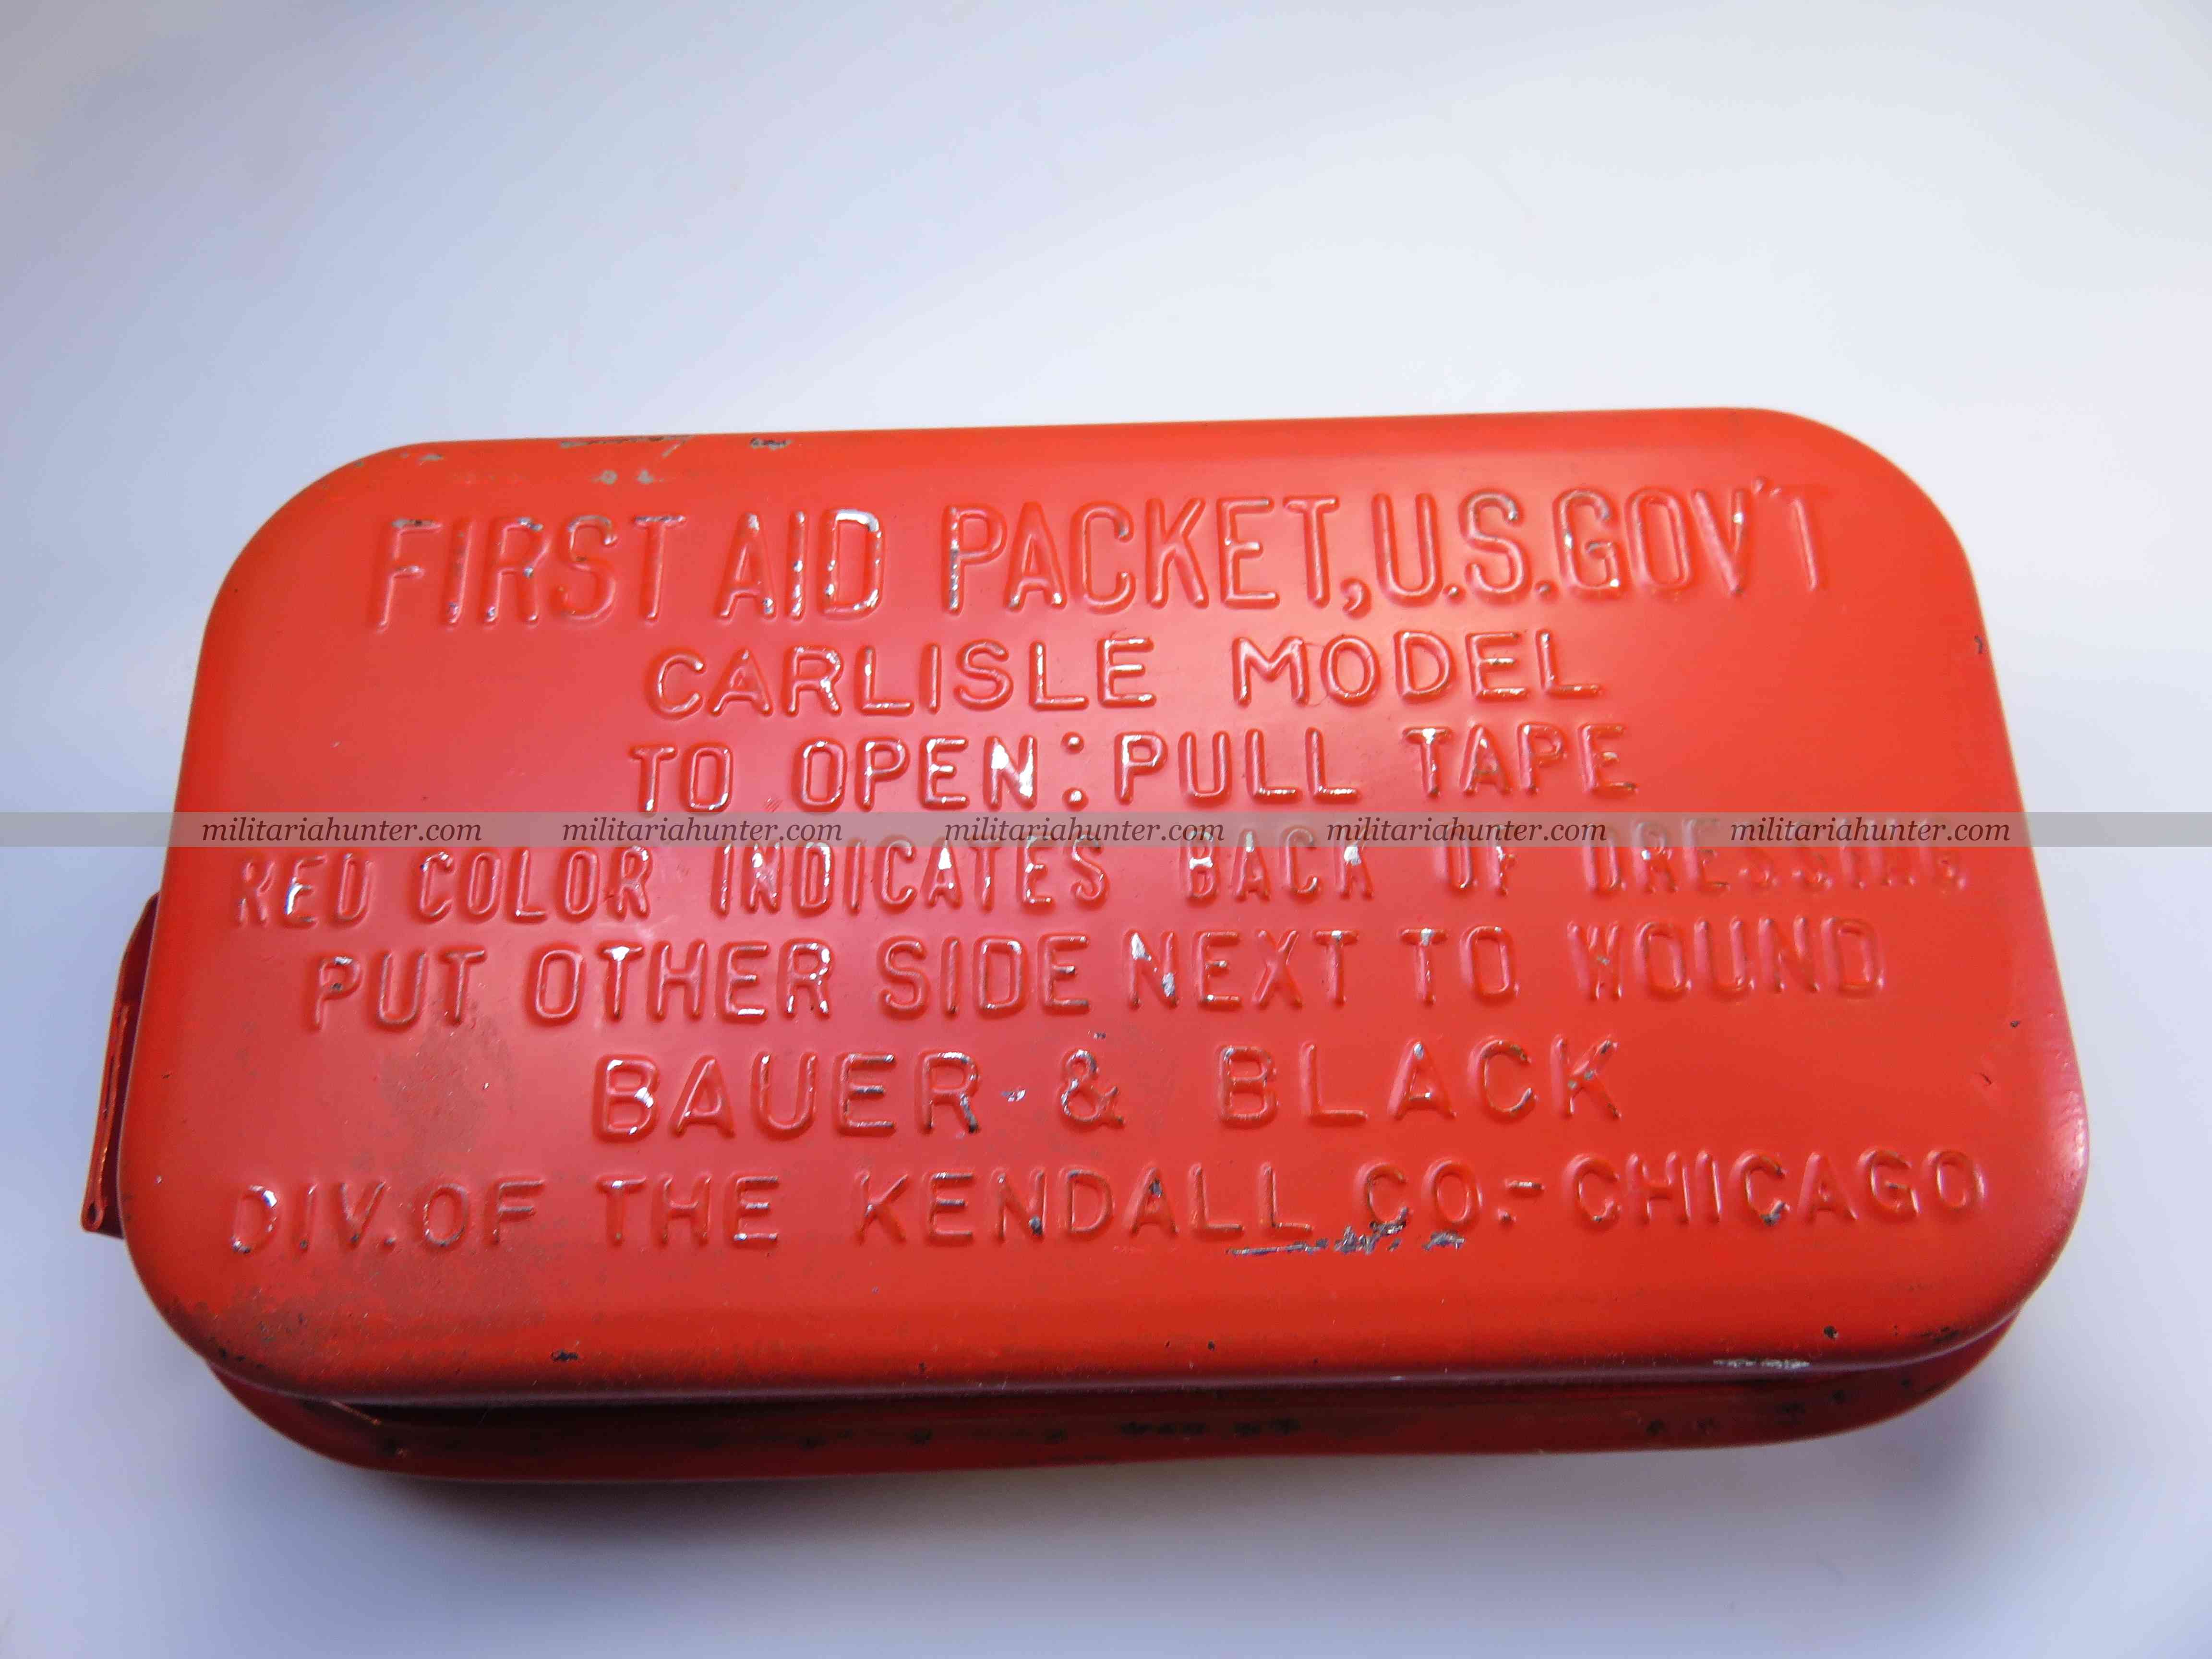 FIRST AID PACKET, U.S. GOV'T
CARLISLE MODEL
TO OPEN: PULL TAPE
militariahunter.com militariahunter.com militariahunter.com militariahunter.com militariahunter.com
RED COLOR INDICATES BACK OF DRESSING
PUT OTHER SIDE NEXT TO WOUND
BAUER & BLACK
DIV. OF THE KENDALL CO.-CHICAGO